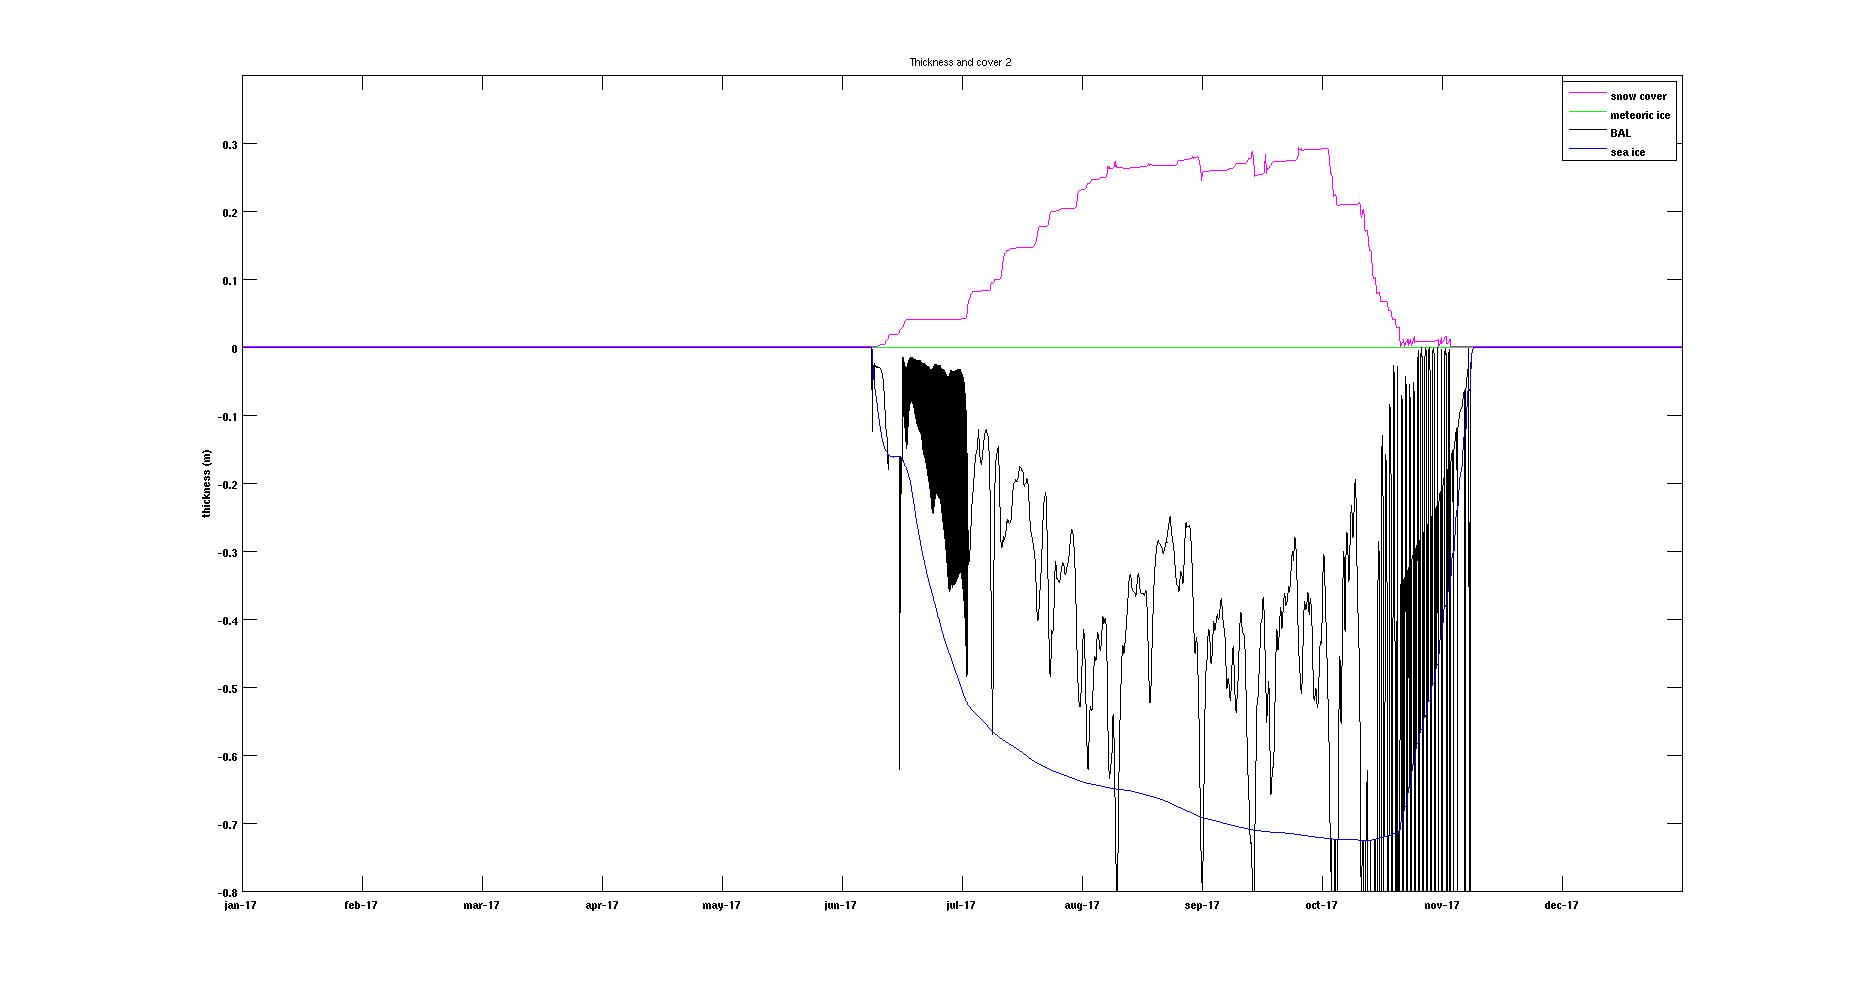 Thickness and cover 2
snow cover
meteoric ice
BAL
sea ice
thickness (m)
0.3
0.2
0.1
0
-0.1
-0.2
-0.3
-0.4
-0.5
-0.6
-0.7
-0.8
jan-17 feb-17 mar-17 apr-17 may-17 jun-17 jul-17 aug-17 sep-17 oct-17 nov-17 dec-17